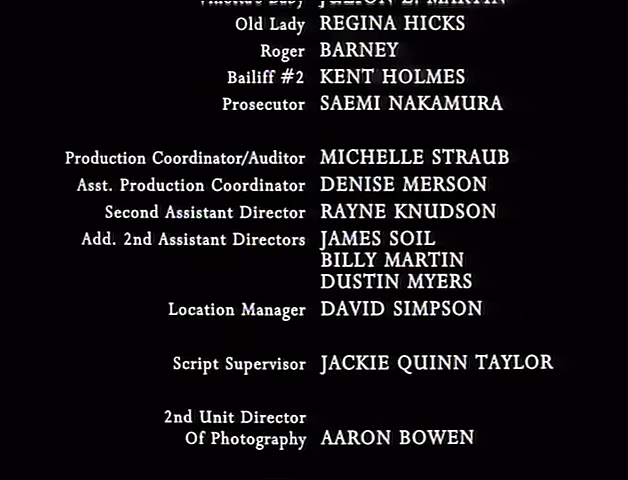 Old Lady REGINA HICKS
Roger BARNEY
Bailiff #2 KENT HOLMES
Prosecutor SAEMI NAKAMURA
Production Coordinator/Auditor MICHELLE STRAUB
Asst. Production Coordinator DENISE MERSON
Second Assistant Director RAYNE KNUDSON
Add. 2nd Assistant Directors JAMES SOIL
BILLY MARTIN
DUSTIN MYERS
Location Manager DAVID SIMPSON
Script Supervisor JACKIE QUINN TAYLOR
2nd Unit Director
Of Photography AARON BOWEN